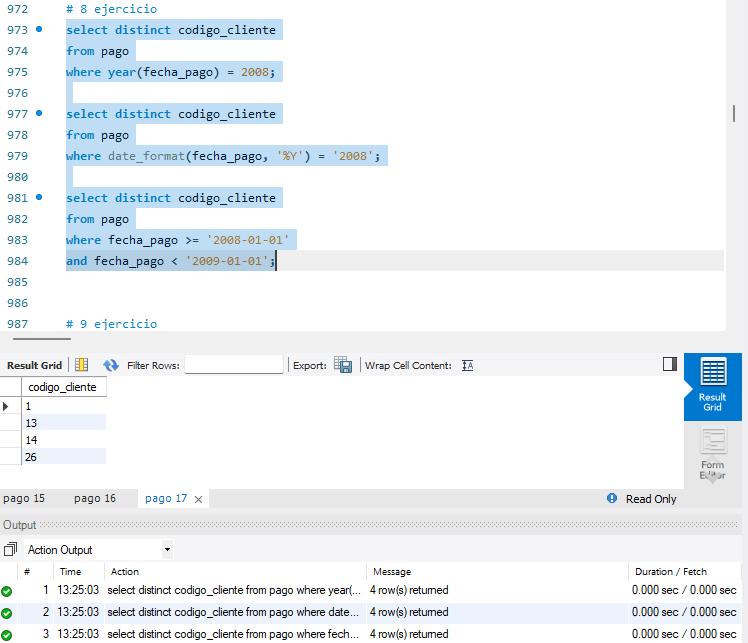 972 # 8 ejercicio
973 select distinct codigo_cliente
974 from pago
975 where year(fecha_pago) = 2008;
976
977 select distinct codigo_cliente
978 from pago
979 where date_format(fecha_pago, '%Y') = '2008';
980
981 select distinct codigo_cliente
982 from pago
983 where fecha_pago >= '2008-01-01'
984 and fecha_pago < '2009-01-01';
985
986
987 # 9 ejercicio
Result Grid Filter Rows: Export: Wrap Cell Content: IA
codigo_cliente
1
13
14
26
Result
Grid
Form
Editor
pago 15 pago 16 pago 17 Read Only
Output
Action Output
# Time Action Message Duration / Fetch
1 13:25:03 select distinct codigo_cliente from pago where year(... 4 row(s) returned 0.000 sec / 0.000 sec
2 13:25:03 select distinct codigo_cliente from pago where date... 4 row(s) returned 0.000 sec / 0.000 sec
3 13:25:03 select distinct codigo_cliente from pago where fech... 4 row(s) returned 0.000 sec / 0.000 sec